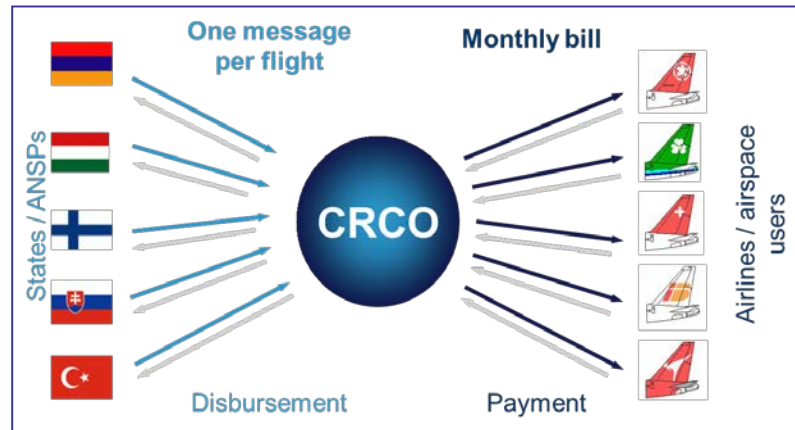 One message
per flight
Monthly bill
States / ANSPs
CRCO
Airlines / airspace
users
Disbursement
Payment